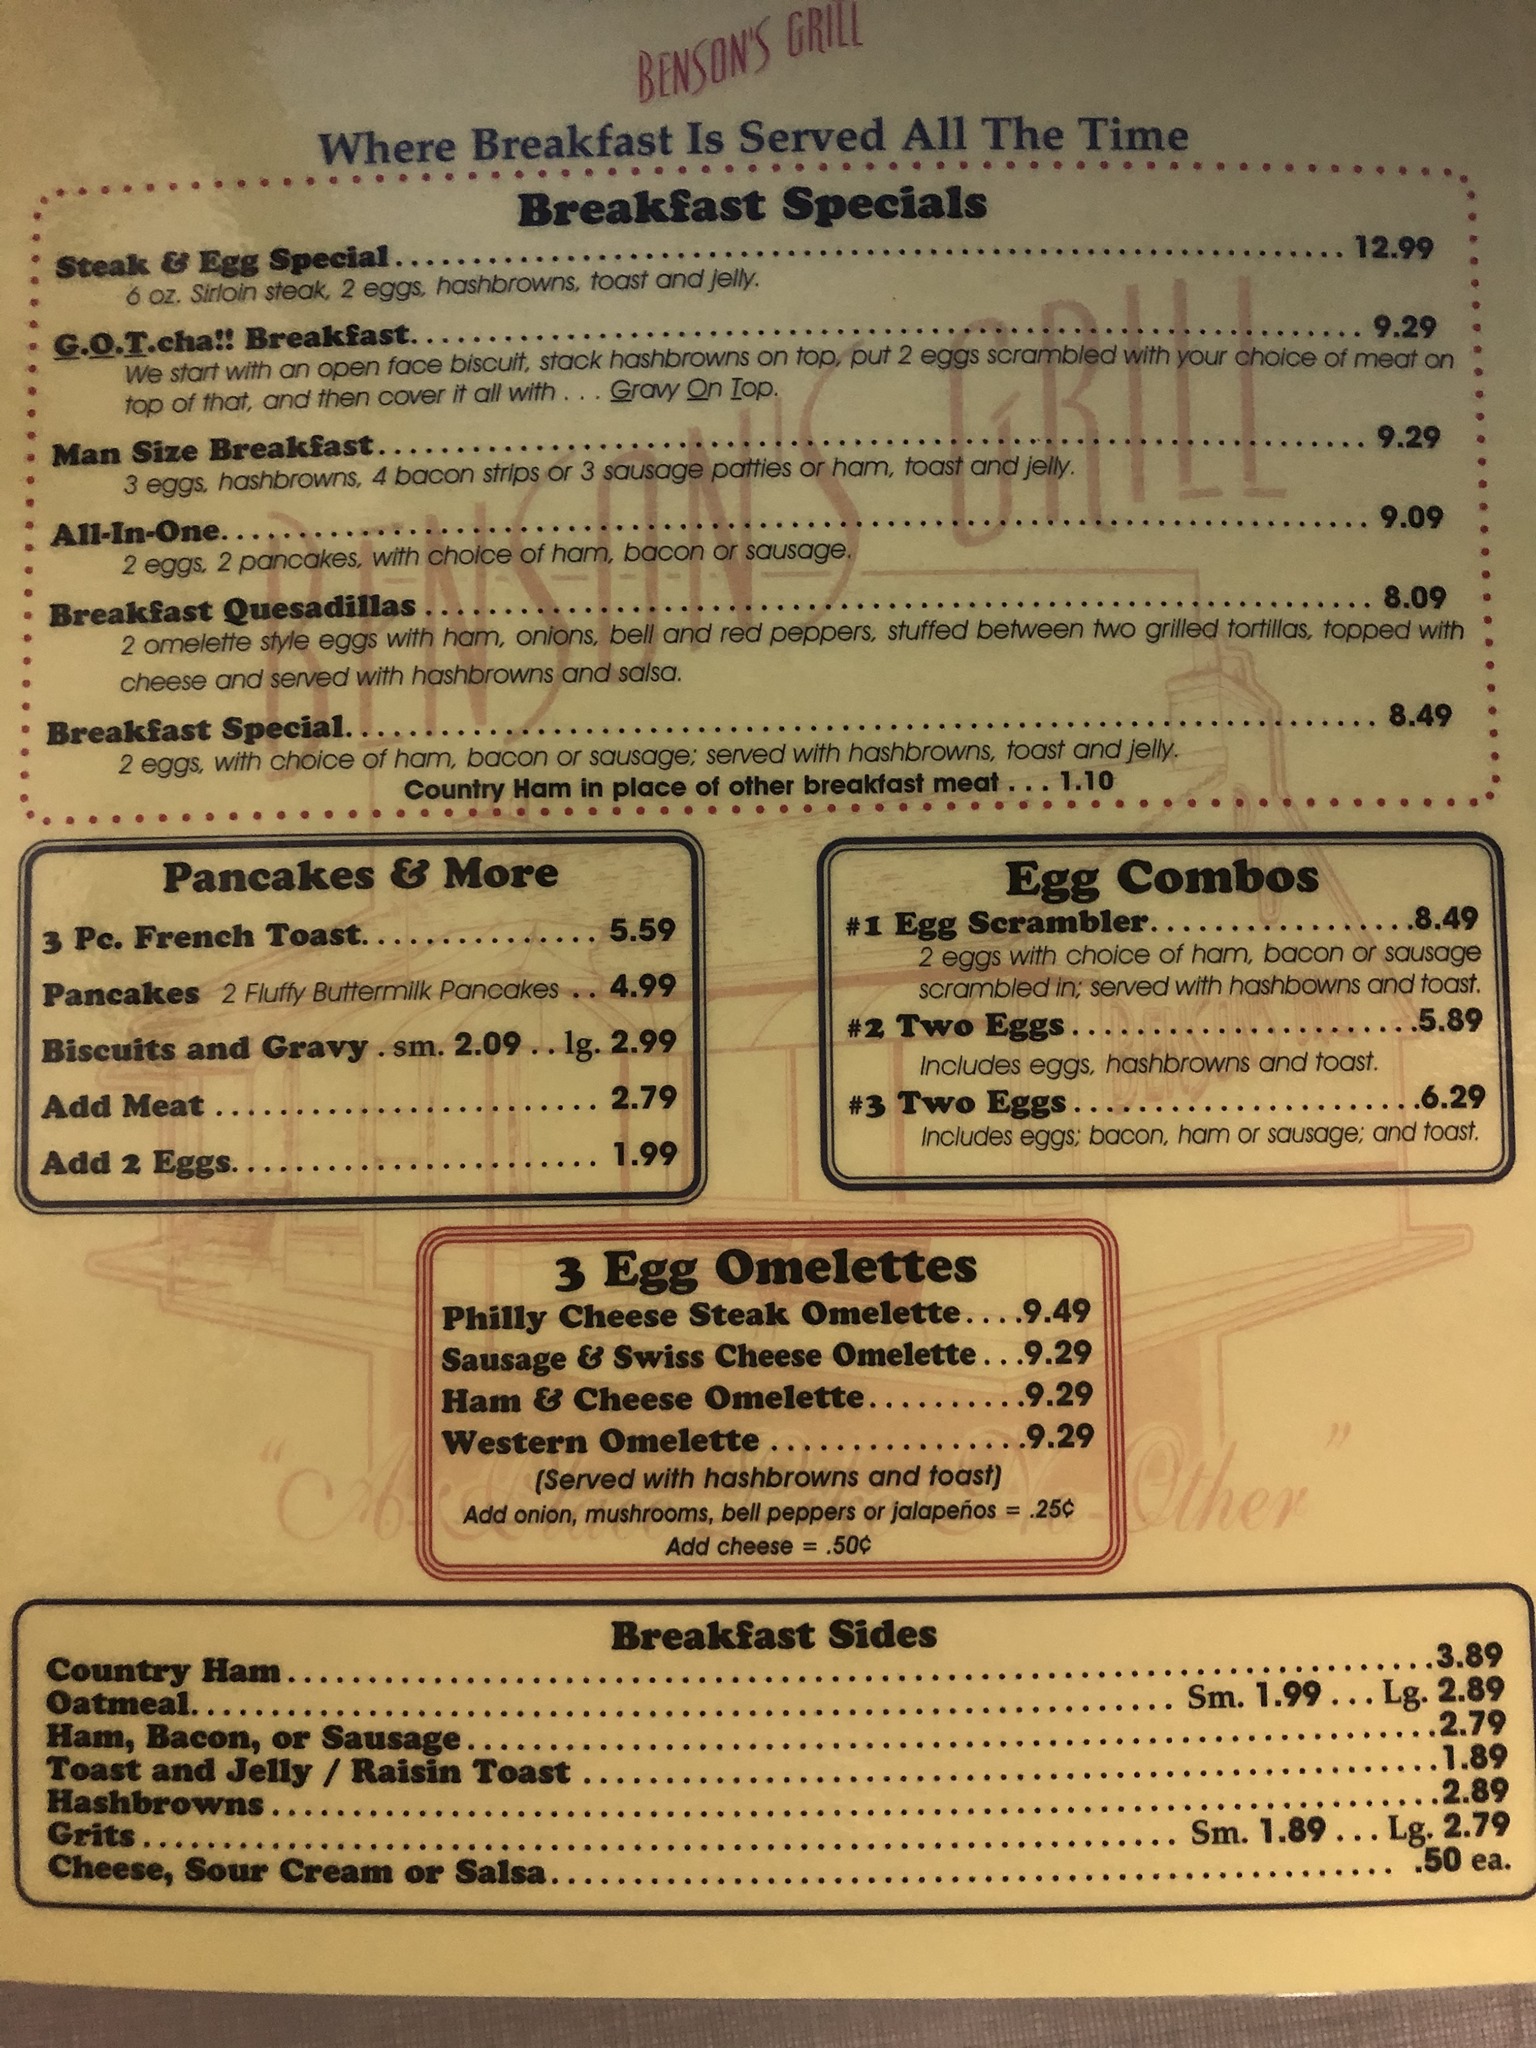 BENSON'S GRILL
Where Breakfast Is Served All The Time
Breakfast Specials
Steak & Egg Special........................................................12.99
6 oz. Sirloin steak, 2 eggs, hashbrowns, toast and jelly.
G.O.T.cha!! Breakfast........................................................9.29
We start with an open face biscuit, stack hashbrowns on top, put 2 eggs scrambled with your choice of meat on
top of that, and then cover it all with . . . Gravy On Top.
Man Size Breakfast........................................................9.29
3 eggs, hashbrowns, 4 bacon strips or 3 sausage patties or ham, toast and jelly.
All-In-One........................................................9.09
2 eggs, 2 pancakes, with choice of ham, bacon or sausage.
Breakfast Quesadillas........................................................8.09
2 omelette style eggs with ham, onions, bell and red peppers, stuffed between two grilled tortillas, topped with
cheese and served with hashbrowns and salsa.
Breakfast Special........................................................8.49
2 eggs, with choice of ham, bacon or sausage; served with hashbrowns, toast and jelly.
Country Ham in place of other breakfast meat . . . 1.10
Pancakes & More
3 Pc. French Toast............... 5.59
Pancakes 2 Fluffy Buttermilk Pancakes . . 4.99
Biscuits and Gravy . sm. 2.09 . . lg. 2.99
Add Meat ......................... 2.79
Add 2 Eggs........................ 1.99
Egg Combos
#1 Egg Scrambler.................8.49
2 eggs with choice of ham, bacon or sausage
scrambled in; served with hashbowns and toast.
#2 Two Eggs.......................5.89
Includes eggs, hashbrowns and toast.
#3 Two Eggs.......................6.29
Includes eggs; bacon, ham or sausage; and toast.
3 Egg Omelettes
Philly Cheese Steak Omelette....9.49
Sausage & Swiss Cheese Omelette...9.29
Ham & Cheese Omelette..........9.29
Western Omelette .................9.29
(Served with hashbrowns and toast)
Add onion, mushrooms, bell peppers or jalapeños = .25¢
Add cheese = .50¢
Breakfast Sides
Country Ham........................................................3.89
Oatmeal........................................................ Sm. 1.99 ... Lg. 2.89
Ham, Bacon, or Sausage........................................................2.79
Toast and Jelly / Raisin Toast ........................................................1.89
Hashbrowns........................................................2.89
Grits........................................................ Sm. 1.89 ... Lg. 2.79
Cheese, Sour Cream or Salsa........................................................ .50 ea.
BENSON'S GRILL
Other"